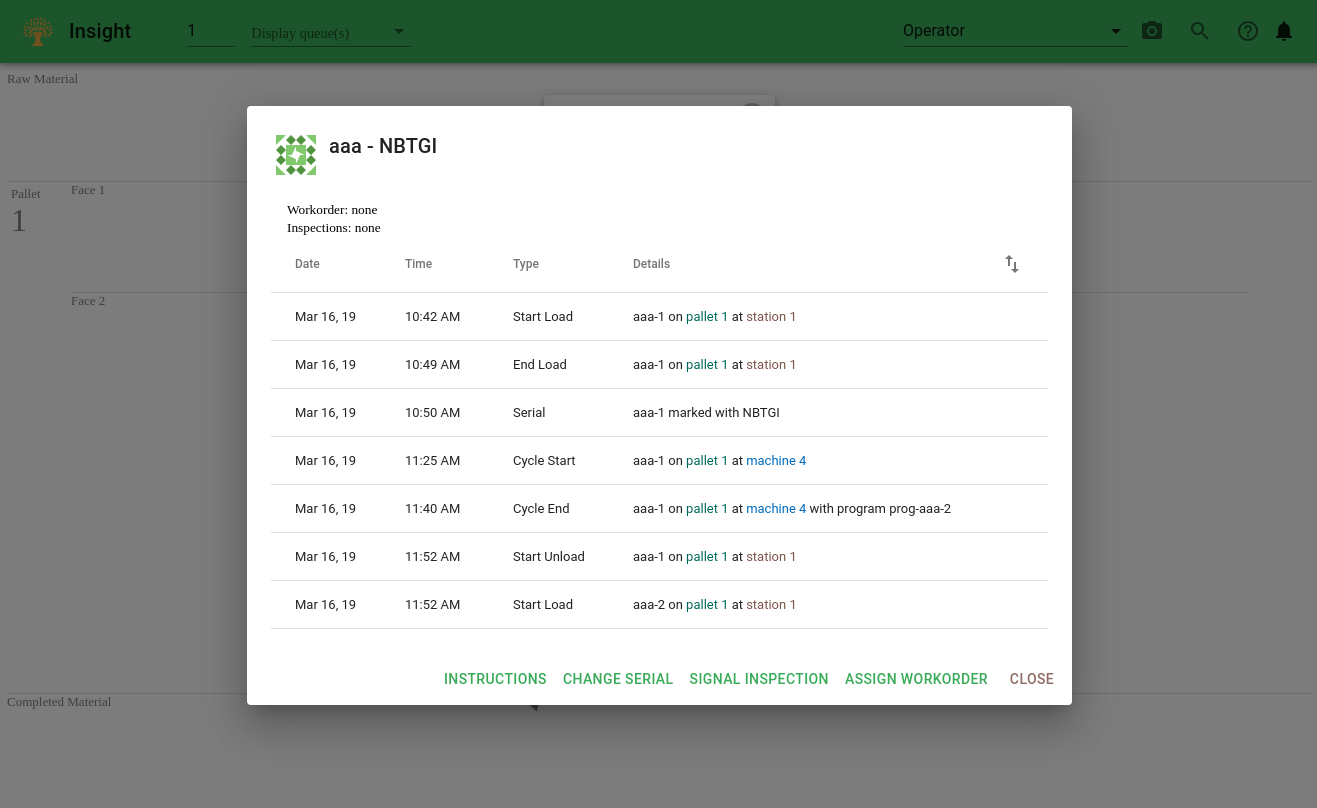 Insight 1 Display queue(s) Operator
Raw Material
aaa - NBTGI
Pallet
1
Face 1
Workorder: none
Inspections: none
Date Time Type Details
Face 2
Mar 16, 19 10:42 AM Start Load aaa-1 on pallet 1 at station 1
Mar 16, 19 10:49 AM End Load aaa-1 on pallet 1 at station 1
Mar 16, 19 10:50 AM Serial aaa-1 marked with NBTGI
Mar 16, 19 11:25 AM Cycle Start aaa-1 on pallet 1 at machine 4
Mar 16, 19 11:40 AM Cycle End aaa-1 on pallet 1 at machine 4 with program prog-aaa-2
Mar 16, 19 11:52 AM Start Unload aaa-1 on pallet 1 at station 1
Mar 16, 19 11:52 AM Start Load aaa-2 on pallet 1 at station 1
INSTRUCTIONS CHANGE SERIAL SIGNAL INSPECTION ASSIGN WORKORDER CLOSE
Completed Material